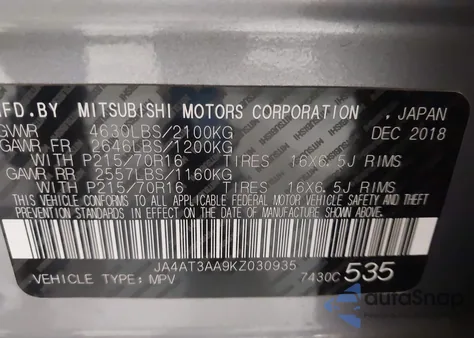 MFD.BY MITSUBISHI MOTORS CORPORATION . JAPAN
GVWR 4630LBS/2100KG DEC 2018
GAWR FR 2646LBS/1200KG
WITH P215/70R16 TIRES 16X6.5J RIMS
GAWR RR 2557LBS/1160KG
WITH P215/70R16 TIRES 16X6.5J RIMS
THIS VEHICLE CONFORMS TO ALL APPLICABLE FEDERAL MOTOR VEHICLE SAFETY AND THEFT
PREVENTION STANDARDS IN EFFECT ON THE DATE OF MANUFACTURE SHOWN ABOVE.
JA4AT3AA9KZ030935
VEHICLE TYPE: MPV 7430C 535
autoSnap